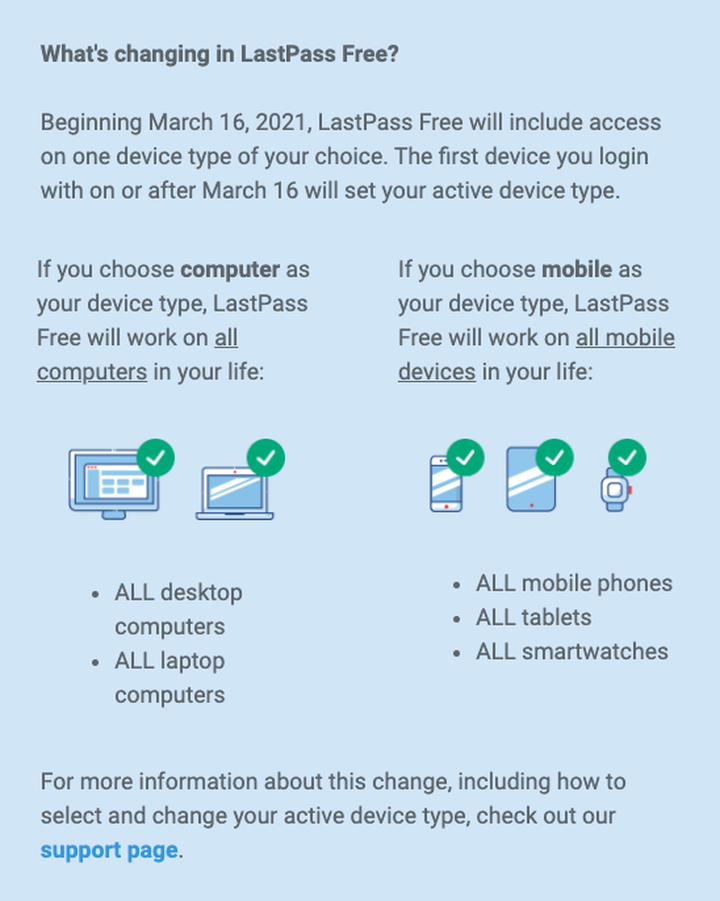 What's changing in LastPass Free?
Beginning March 16, 2021, LastPass Free will include access
on one device type of your choice. The first device you login
with on or after March 16 will set your active device type.
If you choose computer as
your device type, LastPass
Free will work on all
computers in your life:
• ALL desktop
computers
• ALL laptop
computers
If you choose mobile as
your device type, LastPass
Free will work on all mobile
devices in your life:
• ALL mobile phones
• ALL tablets
• ALL smartwatches
For more information about this change, including how to
select and change your active device type, check out our
support page.